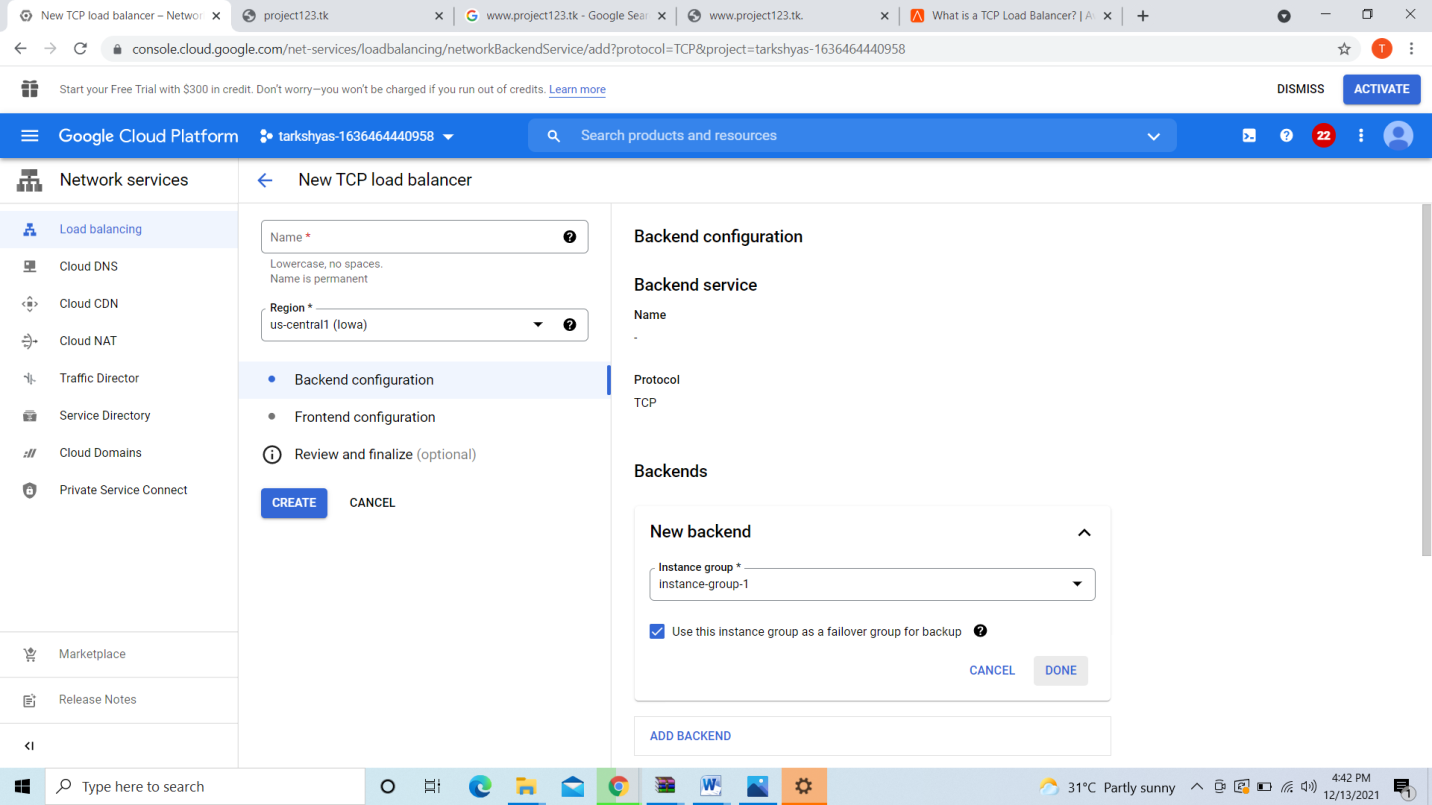 New TCP load balancer – Networ
project123.tk
www.project123.tk - Google Sear
www.project123.tk.
What is a TCP Load Balancer? | Av
console.cloud.google.com/net-services/loadbalancing/networkBackendService/add?protocol=TCP&project=tarkshyas-1636464440958
T
Start your Free Trial with $300 in credit. Don't worry—you won't be charged if you run out of credits. Learn more
DISMISS
ACTIVATE
Google Cloud Platform
tarkshyas-1636464440958
Search products and resources
22
Network services
New TCP load balancer
Load balancing
Cloud DNS
Cloud CDN
Cloud NAT
Traffic Director
Service Directory
Cloud Domains
Private Service Connect
Marketplace
Release Notes
Name *
Lowercase, no spaces.
Name is permanent
Region *
us-central1 (Iowa)
Backend configuration
Frontend configuration
Review and finalize (optional)
CREATE
CANCEL
Backend configuration
Backend service
Name
-
Protocol
TCP
Backends
New backend
Instance group *
instance-group-1
Use this instance group as a failover group for backup
CANCEL
DONE
ADD BACKEND
Type here to search
31°C Partly sunny
4:42 PM
12/13/2021
1